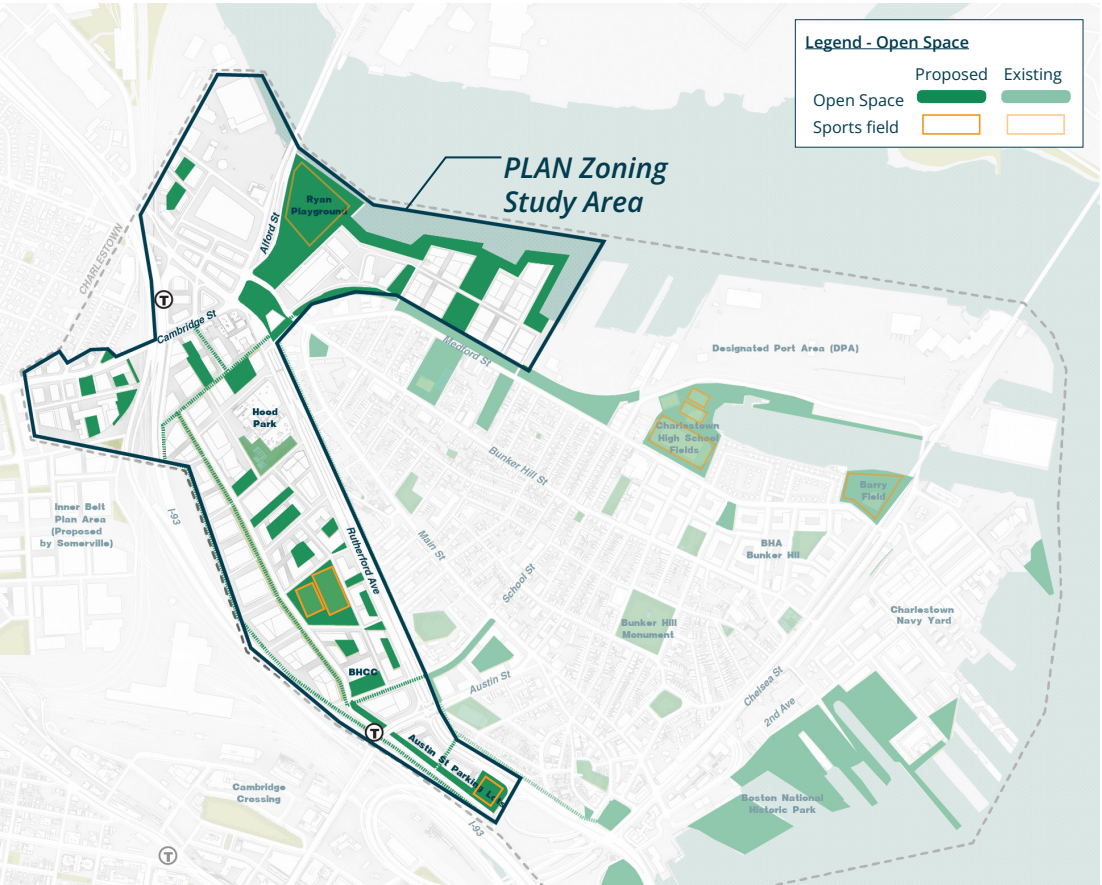 Legend - Open Space
Proposed Existing
Open Space
Sports field
PLAN Zoning
Study Area
Ryan
Playground
Alford St
CHARLESTOWN
T
Cambridge St
Medford St
Designated Port Area (DPA)
Hood
Park
Charlestown
High School
Fields
Bunker Hill St
Barry
Field
Inner Belt
Plan Area
(Proposed
by Somerville)
I-93
Main St
Rutherford Ave
BHA
Bunker Hill
School St
Charlestown
Navy Yard
Bunker Hill
Monument
BHCC
Austin St
Chelsea St
2nd Ave
T
Austin St Parking Lots
Cambridge
Crossing
Boston National
Historic Park
I-93
T